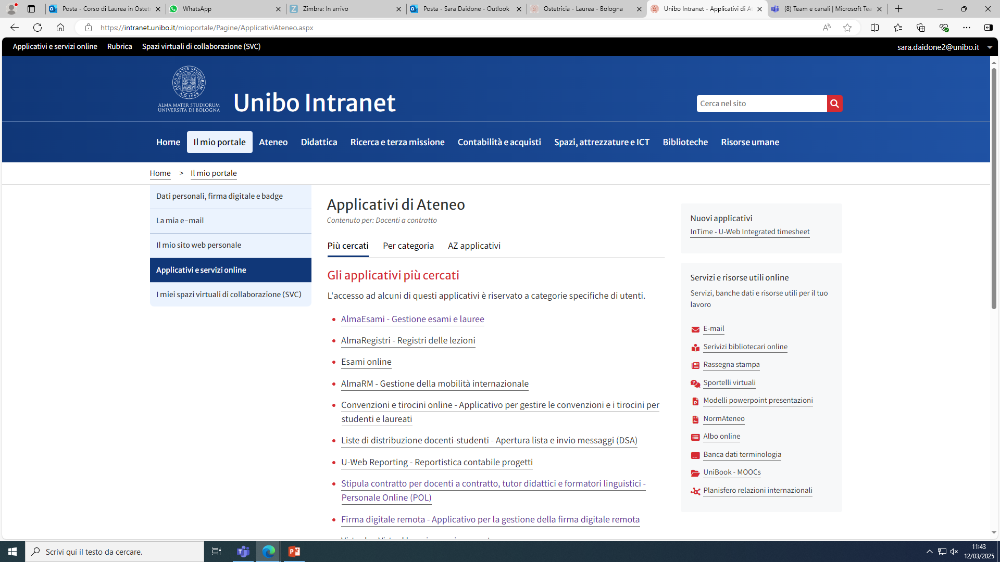 Posta - Corso di Laurea in Ostet
WhatsApp
Zimbra: In arrivo
Posta - Sara Daidone - Outlook
Ostetricia - Laurea - Bologna
Unibo Intranet - Applicativi di A
(8) Team e canali | Microsoft Tea
https://intranet.unibo.it/mioportale/Pagine/ApplicativiAteneo.aspx
Applicativi e servizi online
Rubrica
Spazi virtuali di collaborazione (SVC)
sara.daidone2@unibo.it
ALMA MATER STUDIORUM
A.D. 1088
ALMA MATER STUDIORUM
UNIVERSITÀ DI BOLOGNA
Unibo Intranet
Cerca nel sito
Home
Il mio portale
Ateneo
Didattica
Ricerca e terza missione
Contabilità e acquisti
Spazi, attrezzature e ICT
Biblioteche
Risorse umane
Home > Il mio portale
Dati personali, firma digitale e badge
La mia e-mail
Il mio sito web personale
Applicativi e servizi online
I miei spazi virtuali di collaborazione (SVC)
Applicativi di Ateneo
Contenuto per: Docenti a contratto
Più cercati
Per categoria
AZ applicativi
Gli applicativi più cercati
L'accesso ad alcuni di questi applicativi è riservato a categorie specifiche di utenti.
AlmaEsami - Gestione esami e lauree
AlmaRegistri - Registri delle lezioni
Esami online
AlmaRM - Gestione della mobilità internazionale
Convenzioni e tirocini online - Applicativo per gestire le convenzioni e i tirocini per
studenti e laureati
Liste di distribuzione docenti-studenti - Apertura lista e invio messaggi (DSA)
U-Web Reporting - Reportistica contabile progetti
Stipula contratto per docenti a contratto, tutor didattici e formatori linguistici -
Personale Online (POL)
Firma digitale remota - Applicativo per la gestione della firma digitale remota
Nuovi applicativi
InTime - U-Web Integrated timesheet
Servizi e risorse utili online
Servizi, banche dati e risorse utili per il tuo
lavoro
E-mail
Serivizi bibliotecari online
Rassegna stampa
Sportelli virtuali
Modelli powerpoint presentazioni
NormAteneo
Albo online
Banca dati terminologia
UniBook - MOOCs
Planisfero relazioni internazionali
Scrivi qui il testo da cercare.
11:43
12/03/2025